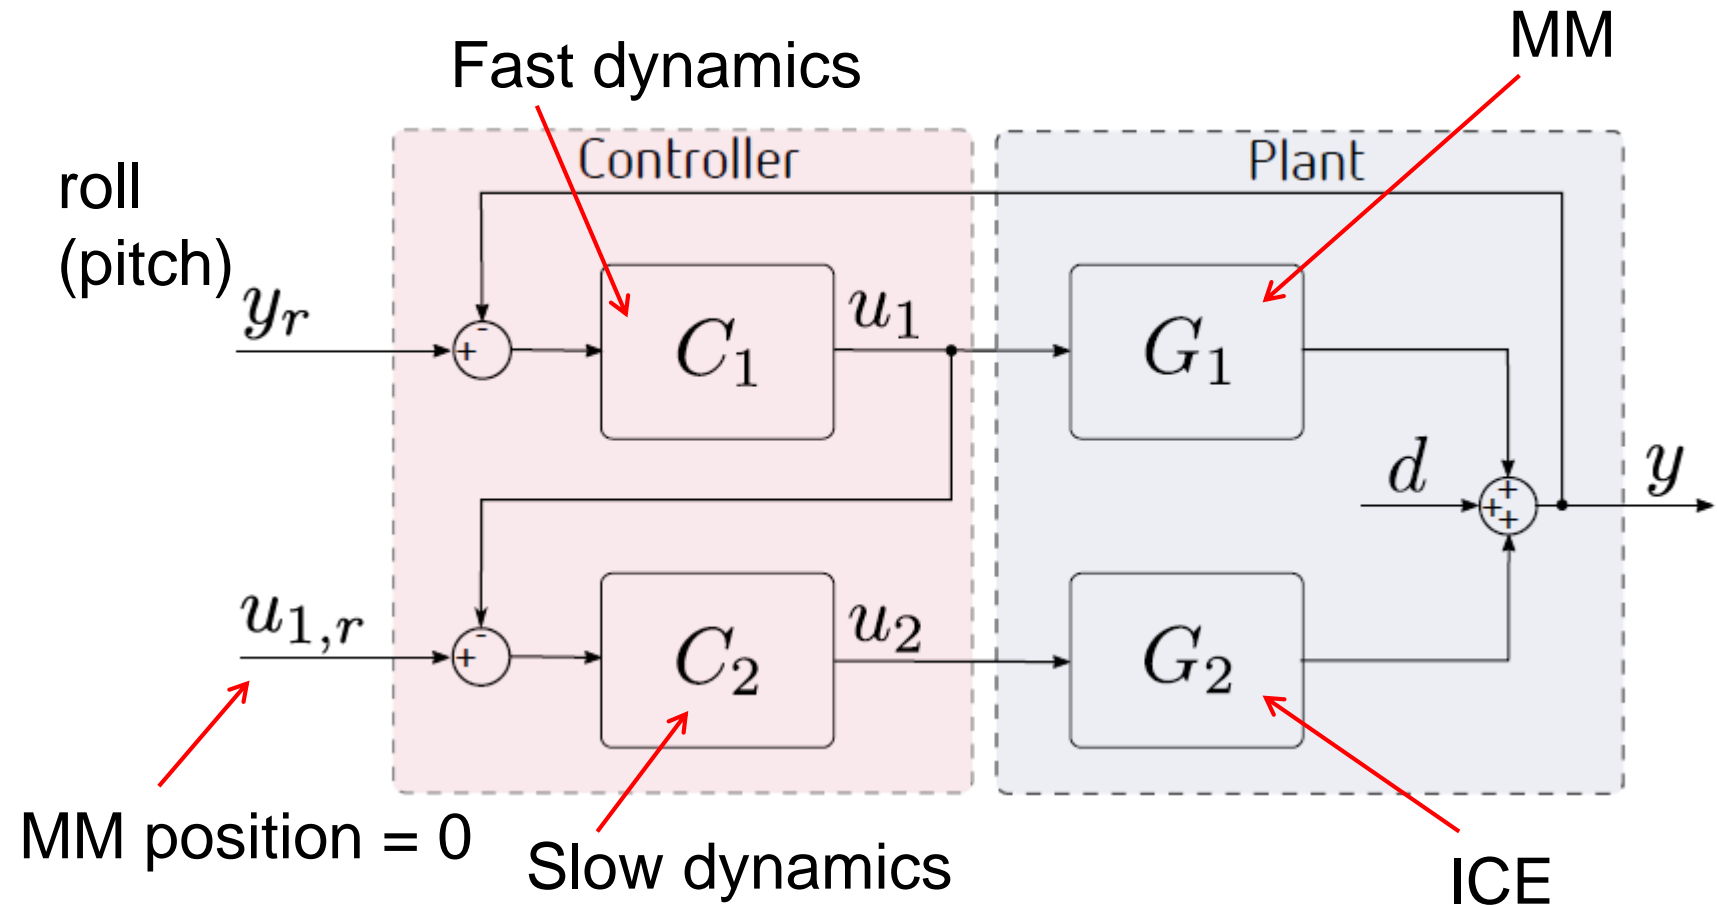 MM
Fast dynamics
Controller
Plant
roll
(pitch)
y_r
-
+
C_1
u_1
G_1
d
+
+
+
y
u_{1,r}
-
+
C_2
u_2
G_2
MM position = 0
Slow dynamics
ICE